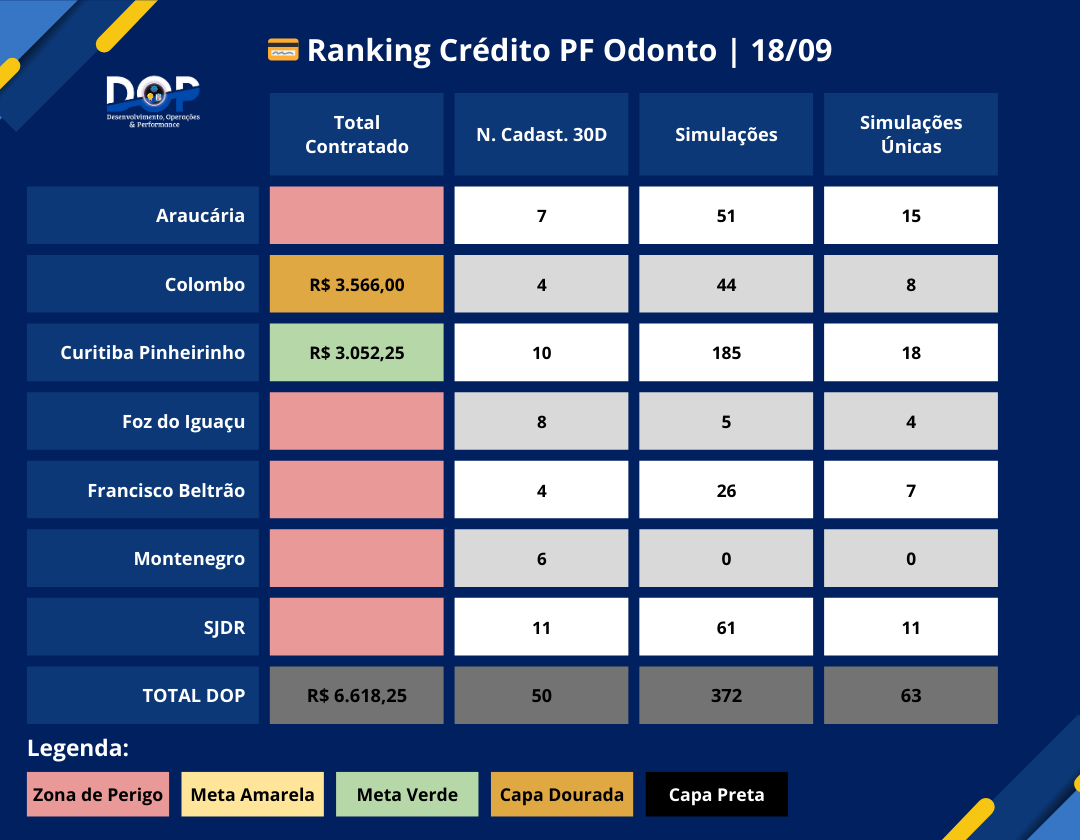 Ranking Crédito PF Odonto | 18/09
DOP
Desenvolvimento, Operações
& Performance
Total
Contratado
N. Cadast. 30D
Simulações
Simulações
Únicas
Araucária 7 51 15
Colombo R$ 3.566,00 4 44 8
Curitiba Pinheirinho R$ 3.052,25 10 185 18
Foz do Iguaçu 8 5 4
Francisco Beltrão 4 26 7
Montenegro 6 0 0
SJDR 11 61 11
TOTAL DOP R$ 6.618,25 50 372 63
Legenda:
Zona de Perigo Meta Amarela Meta Verde Capa Dourada Capa Preta